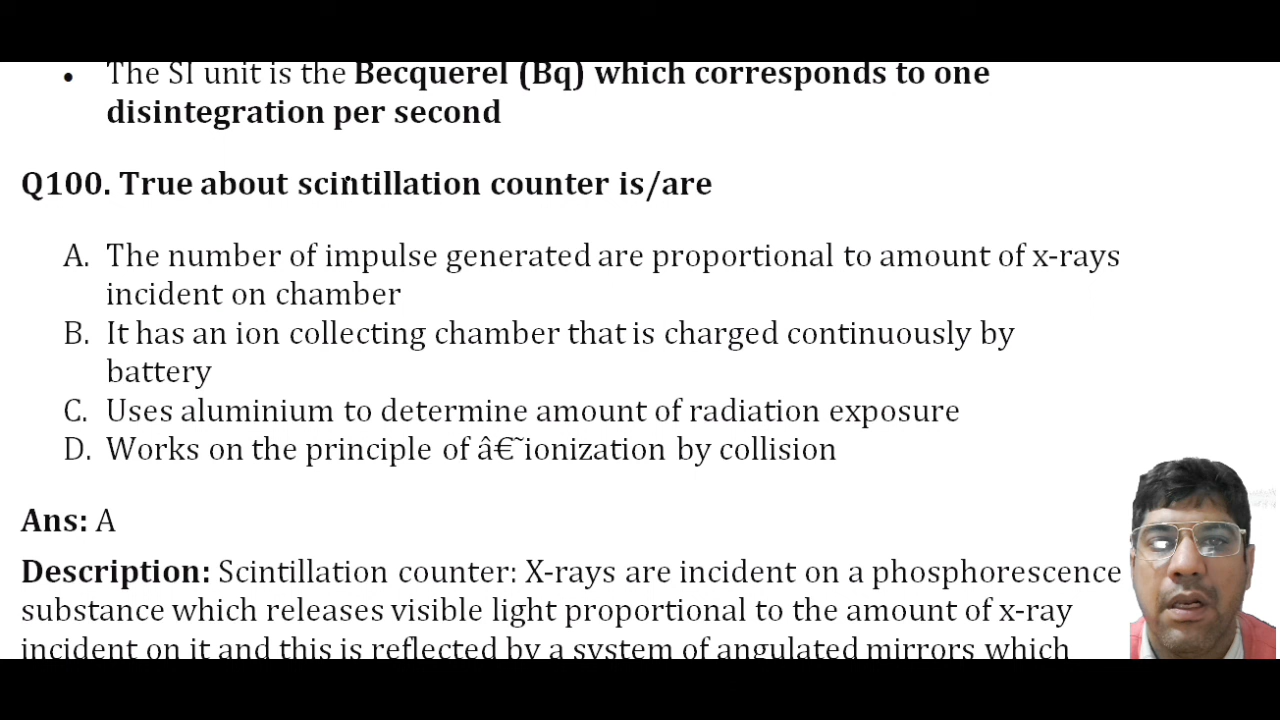 • The SI unit is the Becquerel (Bq) which corresponds to one
disintegration per second
Q100. True about scintillation counter is/are
A. The number of impulse generated are proportional to amount of x-rays
incident on chamber
B. It has an ion collecting chamber that is charged continuously by
battery
C. Uses aluminium to determine amount of radiation exposure
D. Works on the principle of â€˜ionization by collision
Ans: A
Description: Scintillation counter: X-rays are incident on a phosphorescence
substance which releases visible light proportional to the amount of x-ray
incident on it and this is reflected by a system of angulated mirrors which